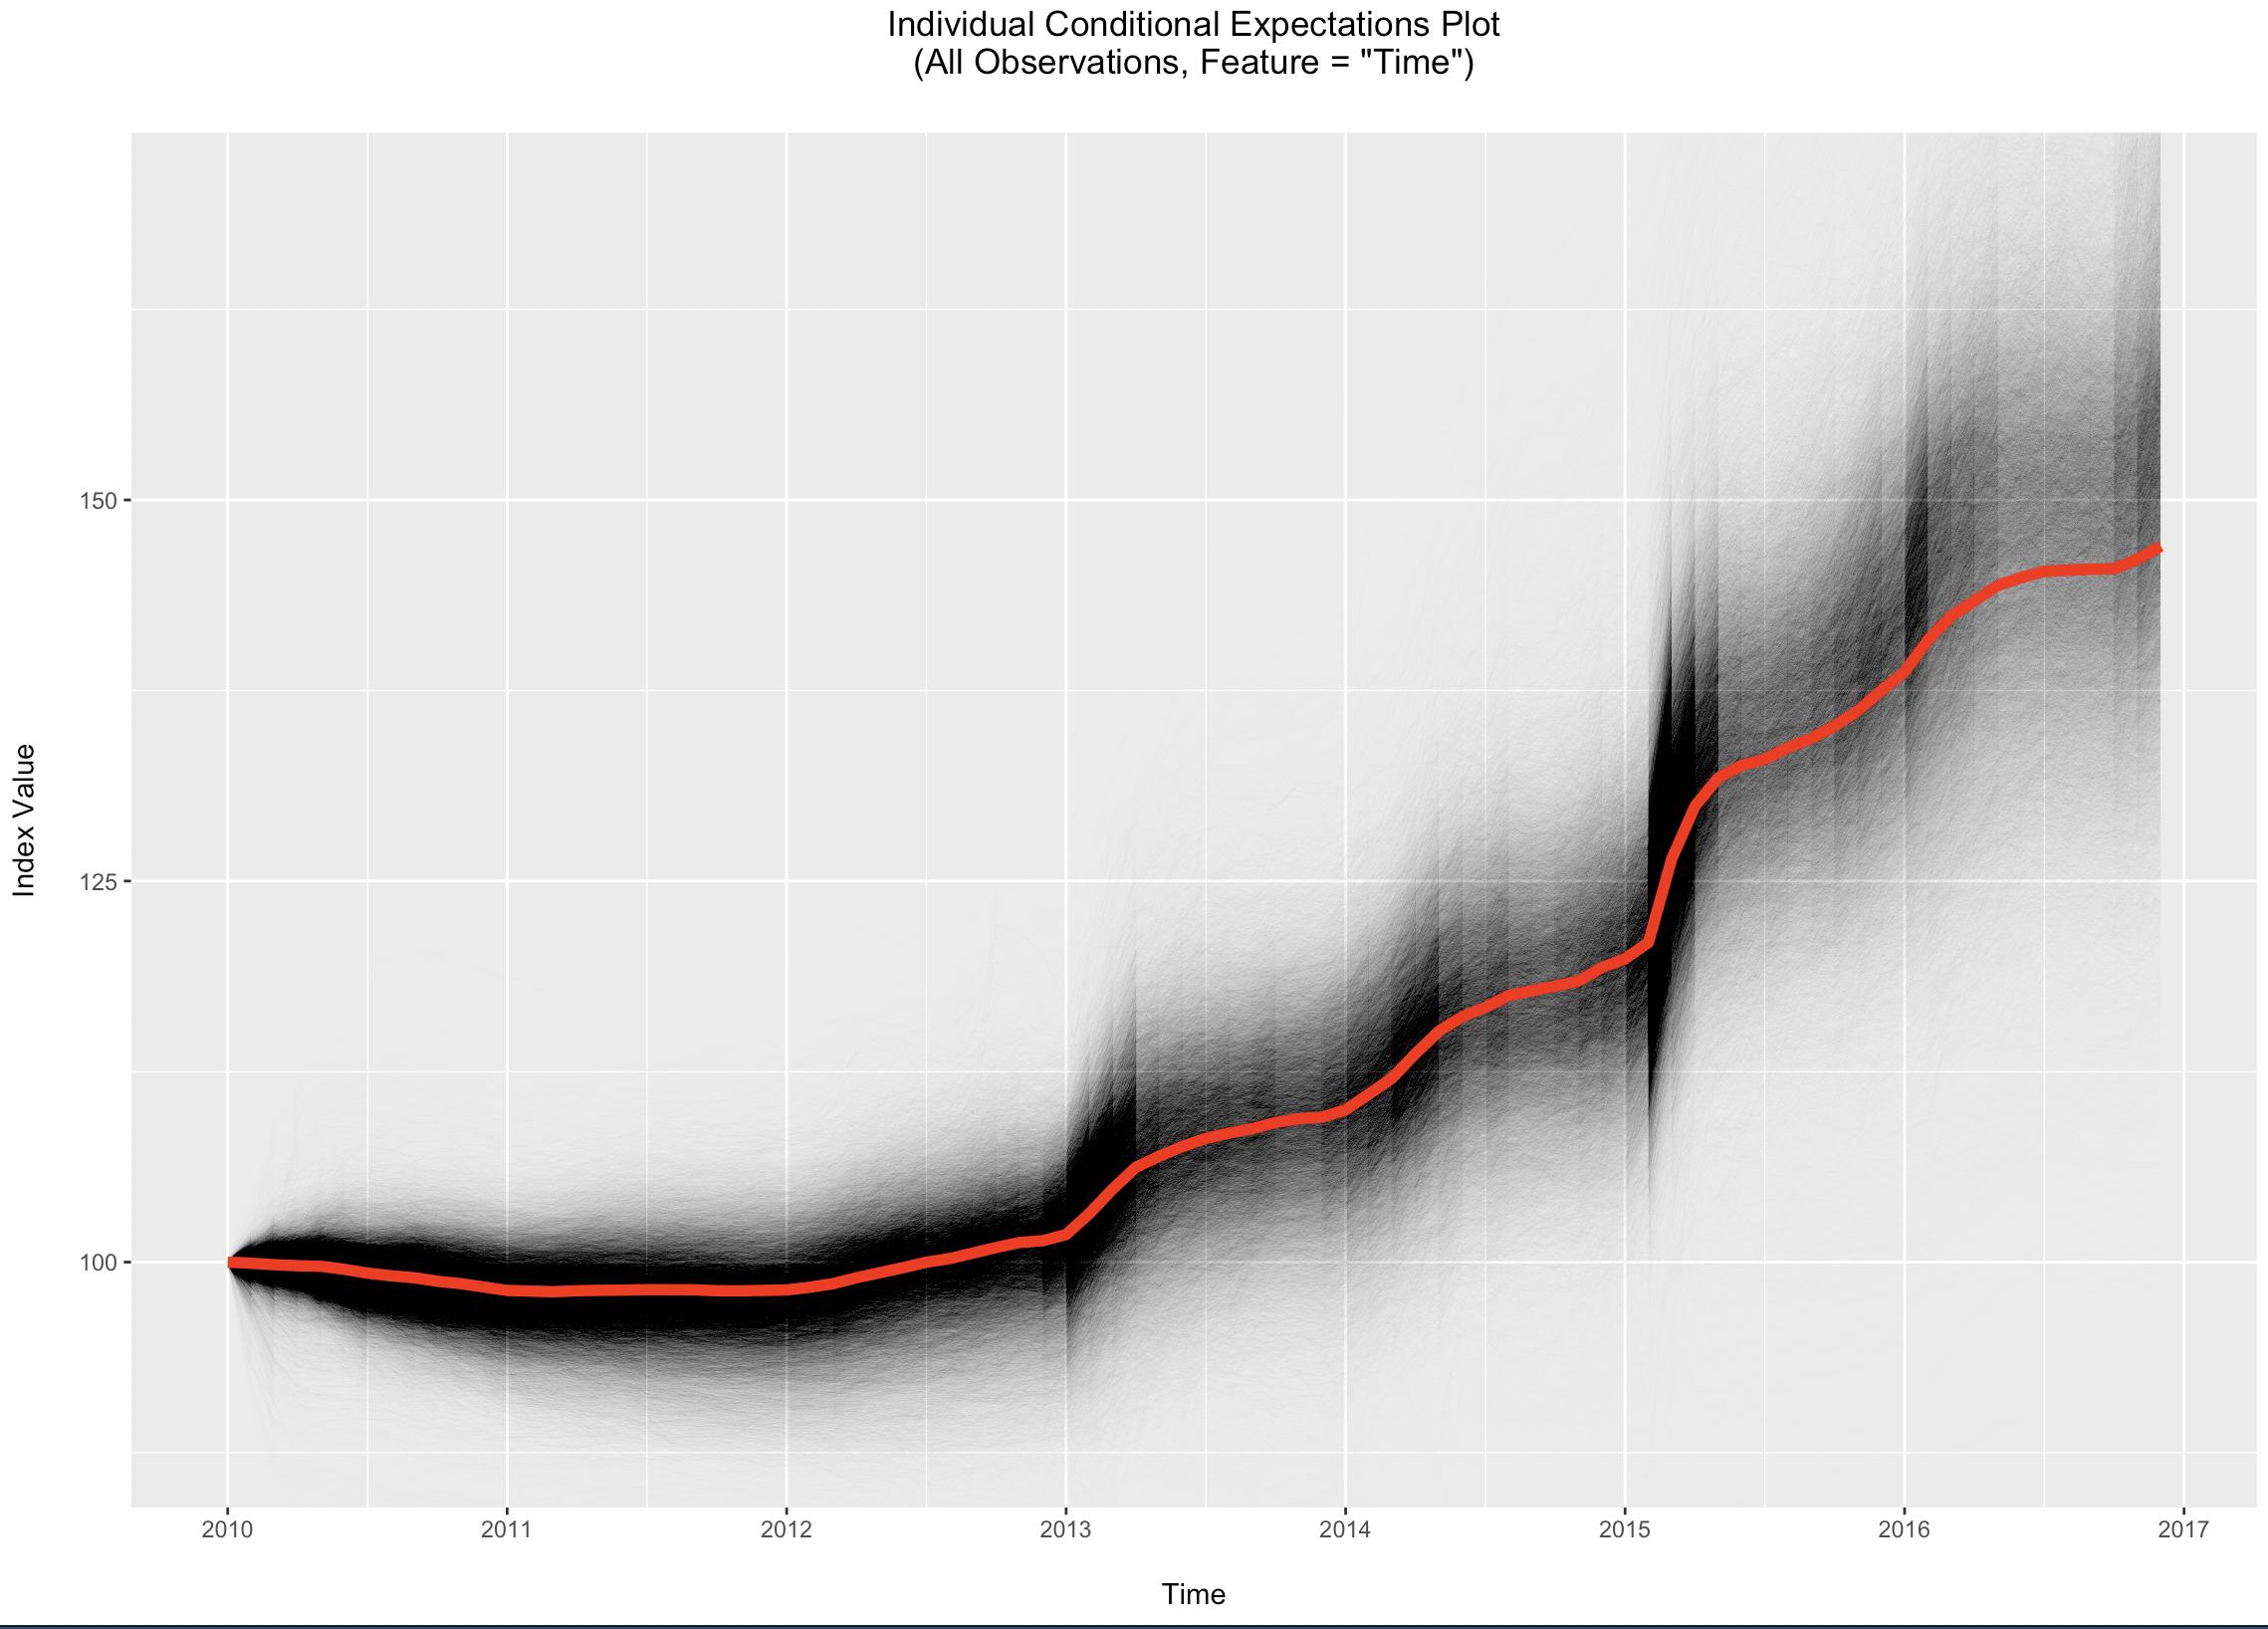 Individual Conditional Expectations Plot
(All Observations, Feature = "Time")
Index Value
150
125
100
2010 2011 2012 2013 2014 2015 2016 2017
Time